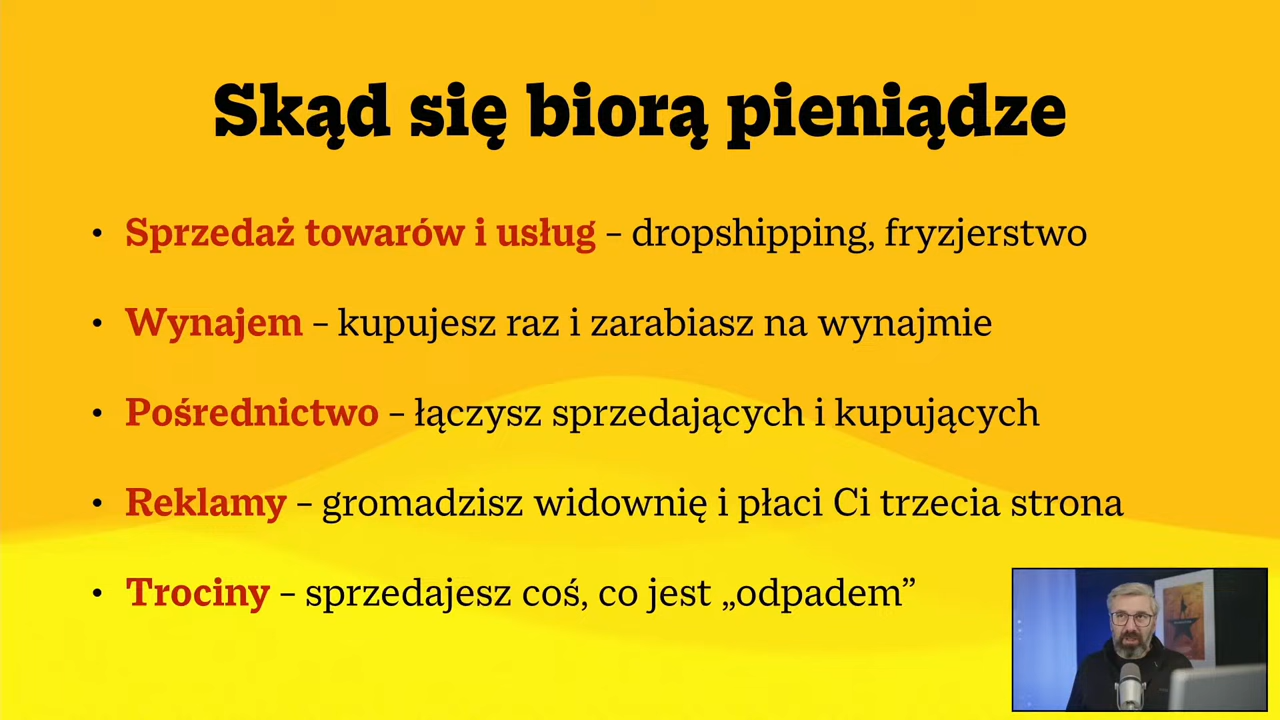 Skąd się biorą pieniądze
• Sprzedaż towarów i usług – dropshipping, fryzjerstwo
• Wynajem – kupujesz raz i zarabiasz na wynajmie
• Pośrednictwo – łączysz sprzedających i kupujących
• Reklamy – gromadzisz widownię i płaci Ci trzecia strona
• Trociny – sprzedajesz coś, co jest „odpadem”